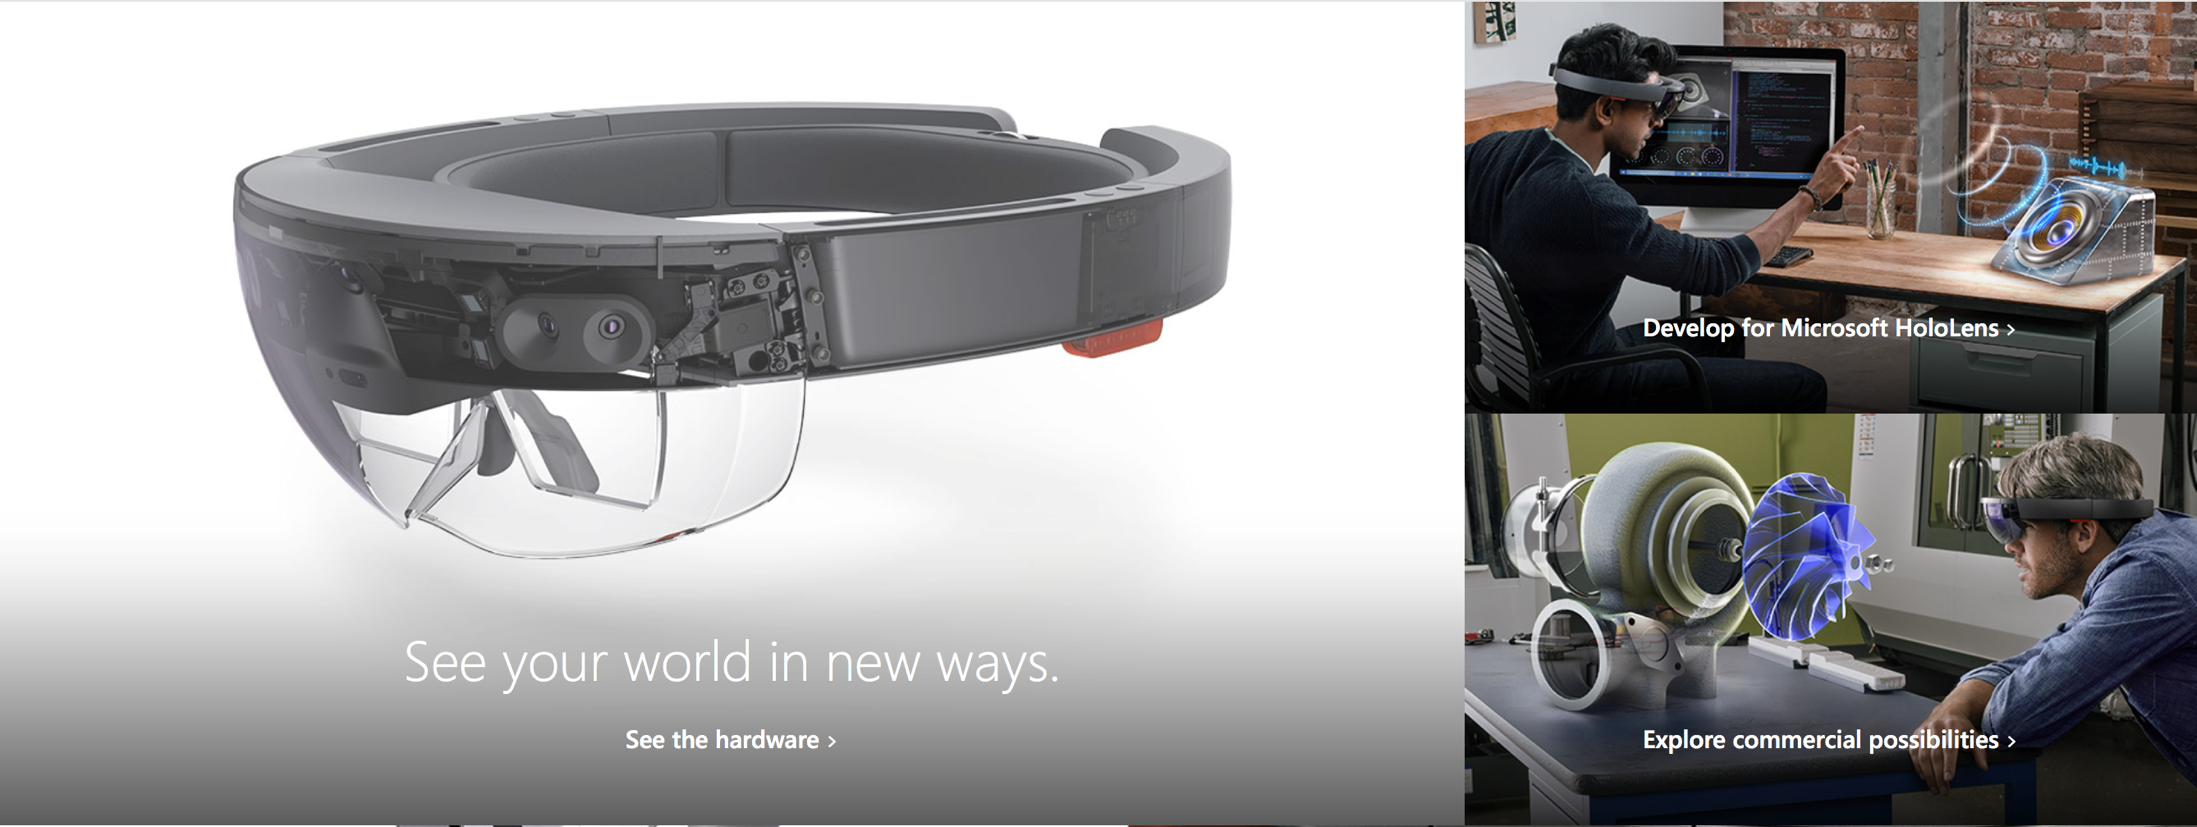 See your world in new ways.
See the hardware >
Develop for Microsoft HoloLens >
Explore commercial possibilities >